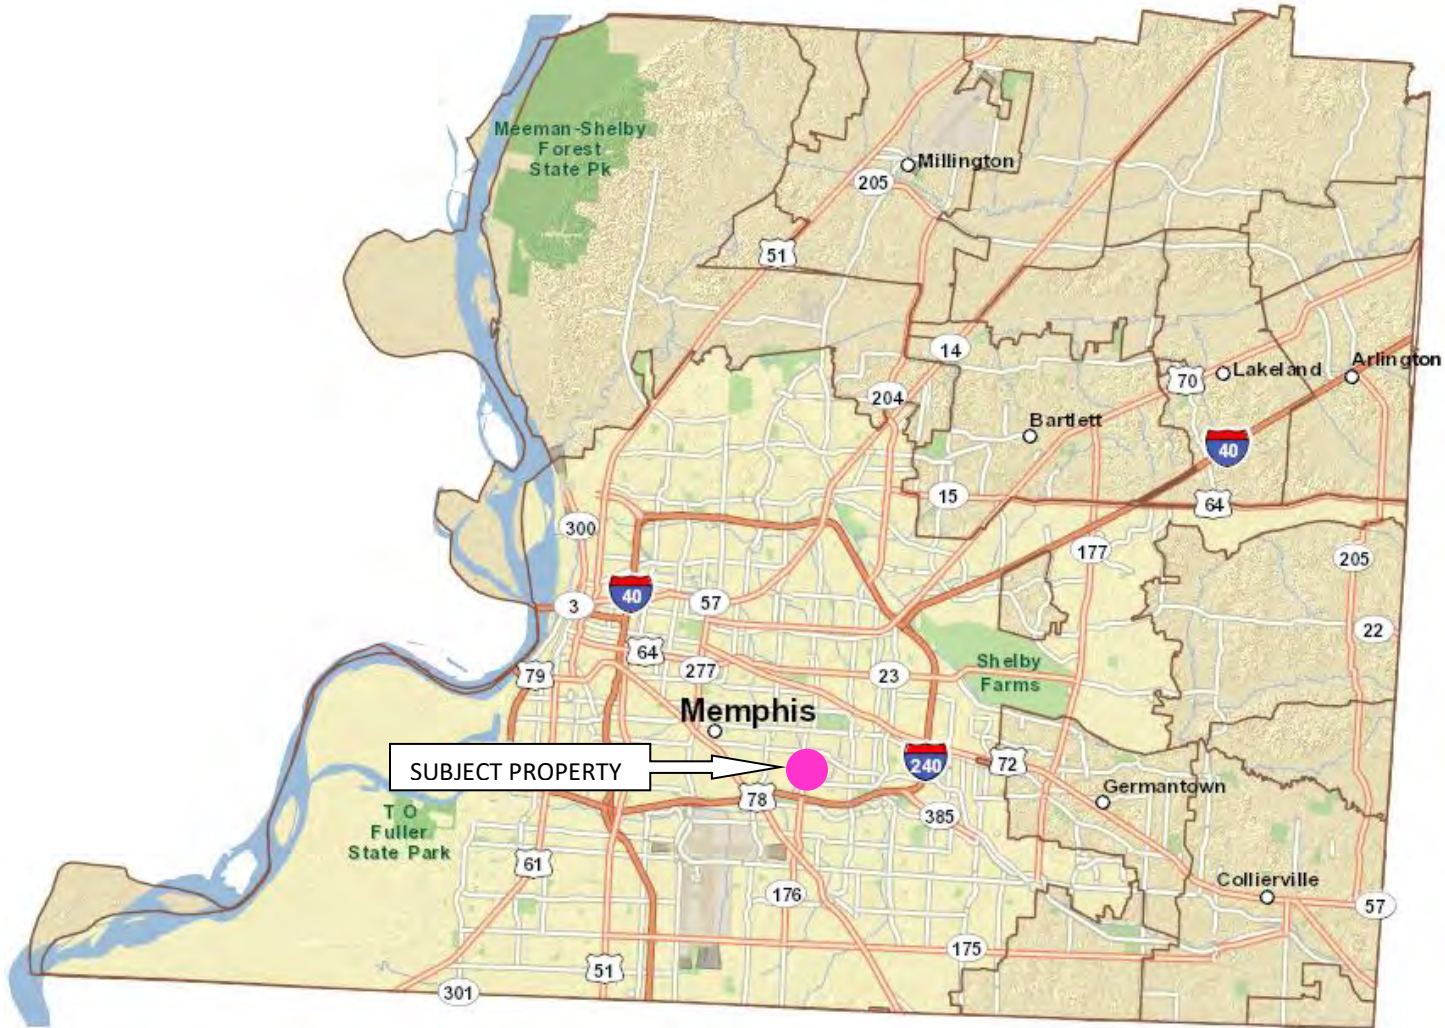 Meeman-Shelby
Forest
State Pk
Millington
205
51
14
Arlington
70
Lakeland
204
Bartlett
40
15
64
300
177
205
40
3
57
22
64
277
79
23
Shelby
Farms
Memphis
SUBJECT PROPERTY
240
72
78
Germantown
385
T O
Fuller
State Park
61
176
Collierville
57
175
51
301